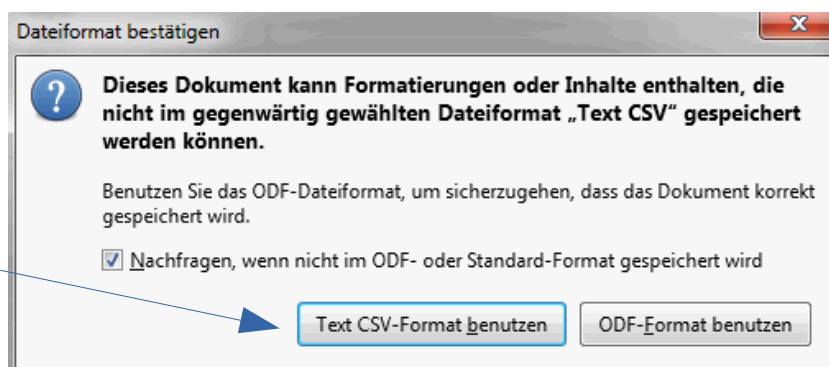 Dateiformat bestätigen
Dieses Dokument kann Formatierungen oder Inhalte enthalten, die
nicht im gegenwärtig gewählten Dateiformat „Text CSV“ gespeichert
werden können.
Benutzen Sie das ODF-Dateiformat, um sicherzugehen, dass das Dokument korrekt
gespeichert wird.
Nachfragen, wenn nicht im ODF- oder Standard-Format gespeichert wird
Text CSV-Format benutzen
ODF-Format benutzen